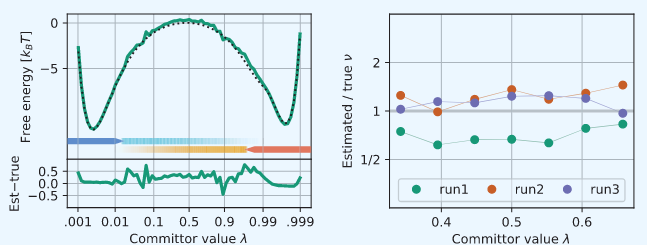 Free energy [k_BT]
0
−5
Est−true
0.5
0.0
−0.5
.001 0.01 0.1 0.5 0.9 0.99 .999
Committor value λ
Estimated / true ν
2
1
1/2
run1 run2 run3
0.4 0.5 0.6
Committor value λ